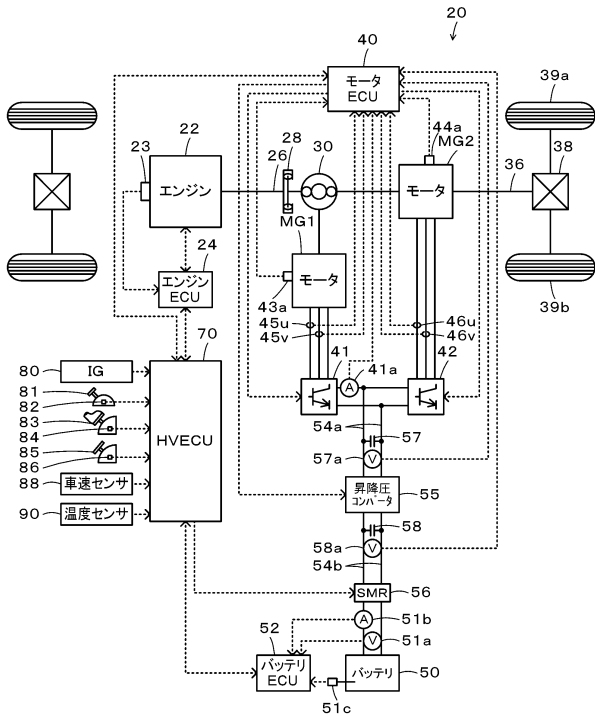 20
40
モータ
ECU
39a
44a
MG2
28
22
30
38
23
26
36
エンジン
モータ
MG1
24
モータ
エンジン
ECU
43a
39b
45u
46u
45v
46v
70
41
42
41a
80
IG
81
82
83
84
85
86
HVECU
54a
57
57a
88
車速センサ
昇降圧
コンバータ
55
90
温度センサ
58
58a
54b
SMR
56
A
51b
52
V
51a
バッテリ
ECU
バッテリ
50
51c
A
V
V